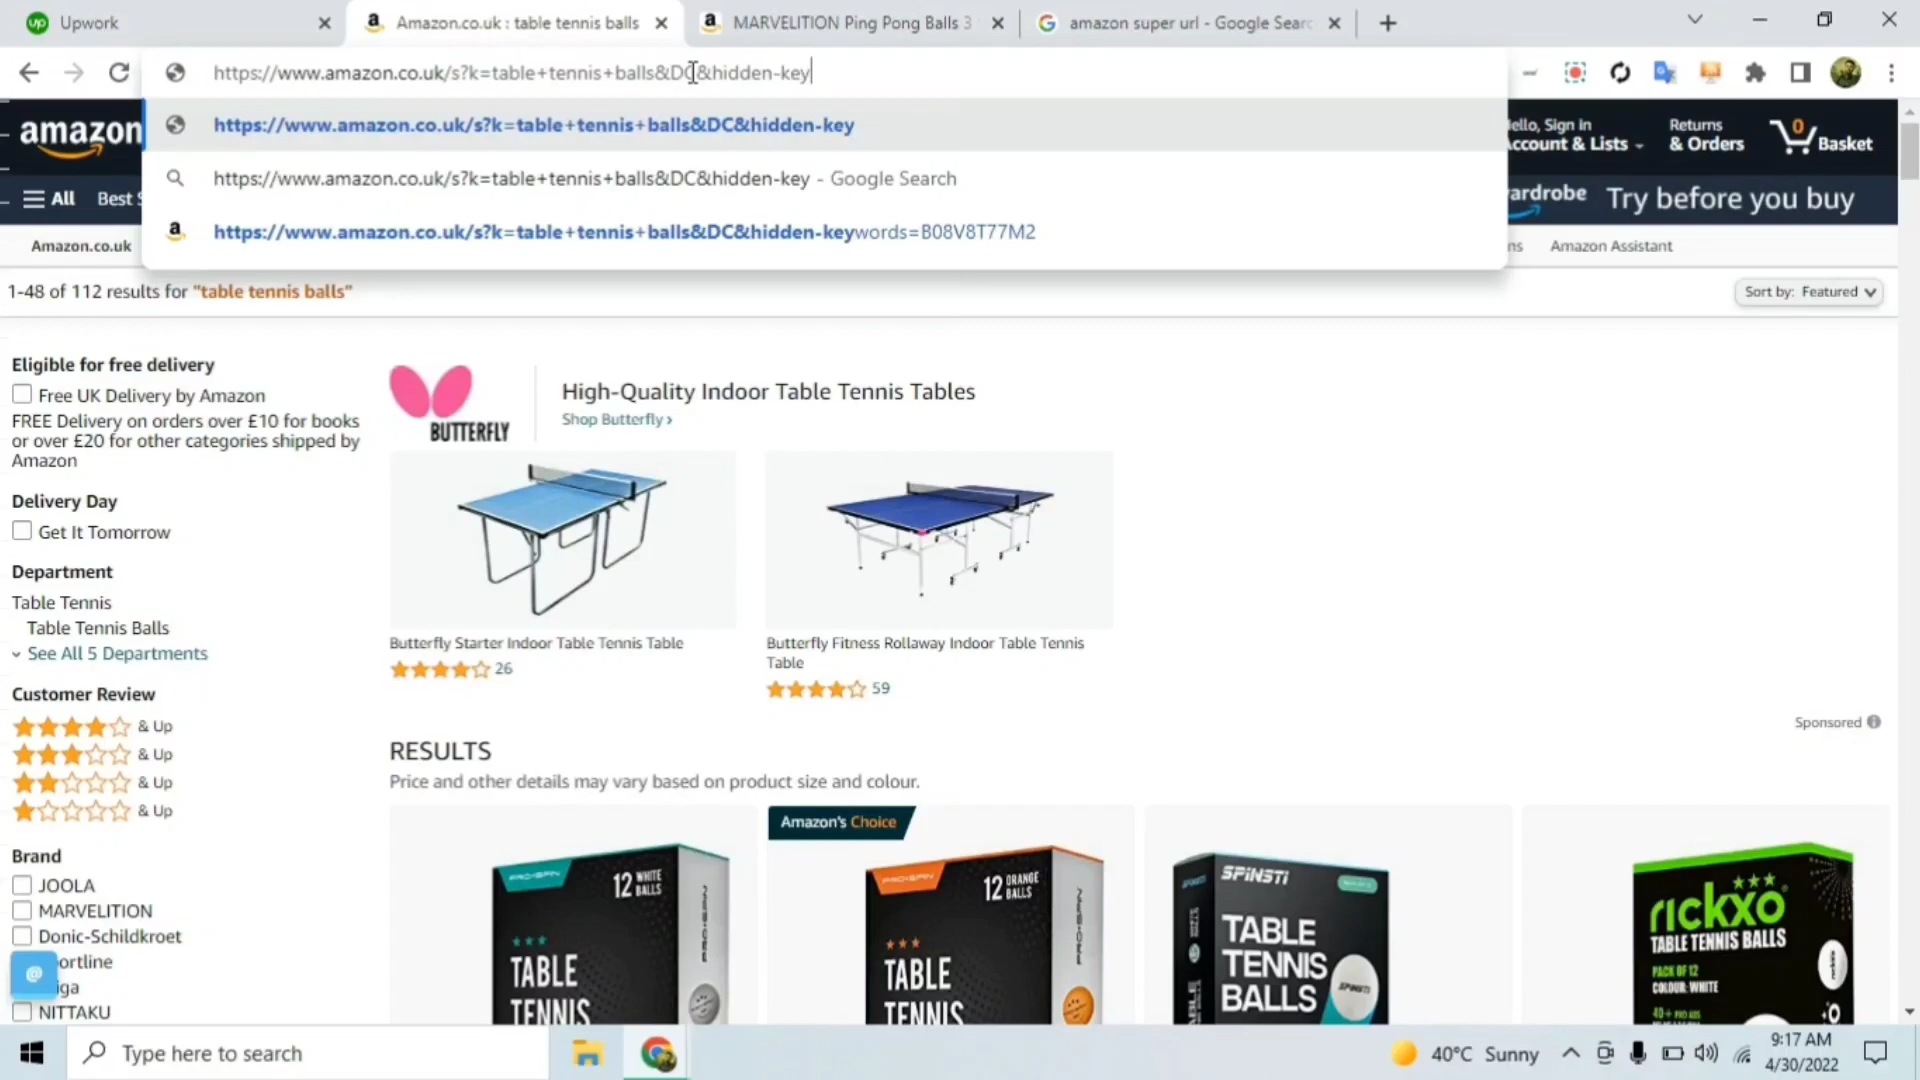 Upwork
Amazon.co.uk : table tennis balls
MARVELITION Ping Pong Balls 3
amazon super url - Google Searc
https://www.amazon.co.uk/s?k=table+tennis+balls&DC&hidden-key
https://www.amazon.co.uk/s?k=table+tennis+balls&DC&hidden-key
https://www.amazon.co.uk/s?k=table+tennis+balls&DC&hidden-key - Google Search
https://www.amazon.co.uk/s?k=table+tennis+balls&DC&hidden-keywords=B08V8T77M2
amazon
ello, Sign in
ccount & Lists
Returns
& Orders
0
Basket
All
Best S
ardrobe
Try before you buy
Amazon.co.uk
ns
Amazon Assistant
1-48 of 112 results for "table tennis balls"
Sort by: Featured
Eligible for free delivery
Free UK Delivery by Amazon
FREE Delivery on orders over £10 for books
or over £20 for other categories shipped by
Amazon
Delivery Day
Get It Tomorrow
Department
Table Tennis
Table Tennis Balls
See All 5 Departments
Customer Review
& Up
& Up
& Up
& Up
Brand
JOOLA
MARVELITION
Donic-Schildkroet
ortline
iga
NITTAKU
BUTTERFLY
High-Quality Indoor Table Tennis Tables
Shop Butterfly ›
Butterfly Starter Indoor Table Tennis Table
26
Butterfly Fitness Rollaway Indoor Table Tennis
Table
59
Sponsored
RESULTS
Price and other details may vary based on product size and colour.
PRO SPIN
12 WHITE
BALLS
TABLE
TENNIS
Amazon's Choice
PRO SPIN
12 ORANGE
BALLS
TABLE
TENNIS
SPINSTI
TABLE
TENNIS
BALLS
SPINSTI
rickxo
TABLE TENNIS BALLS
PACK OF 12
COLOUR: WHITE
Type here to search
40°C Sunny
9:17 AM
4/30/2022